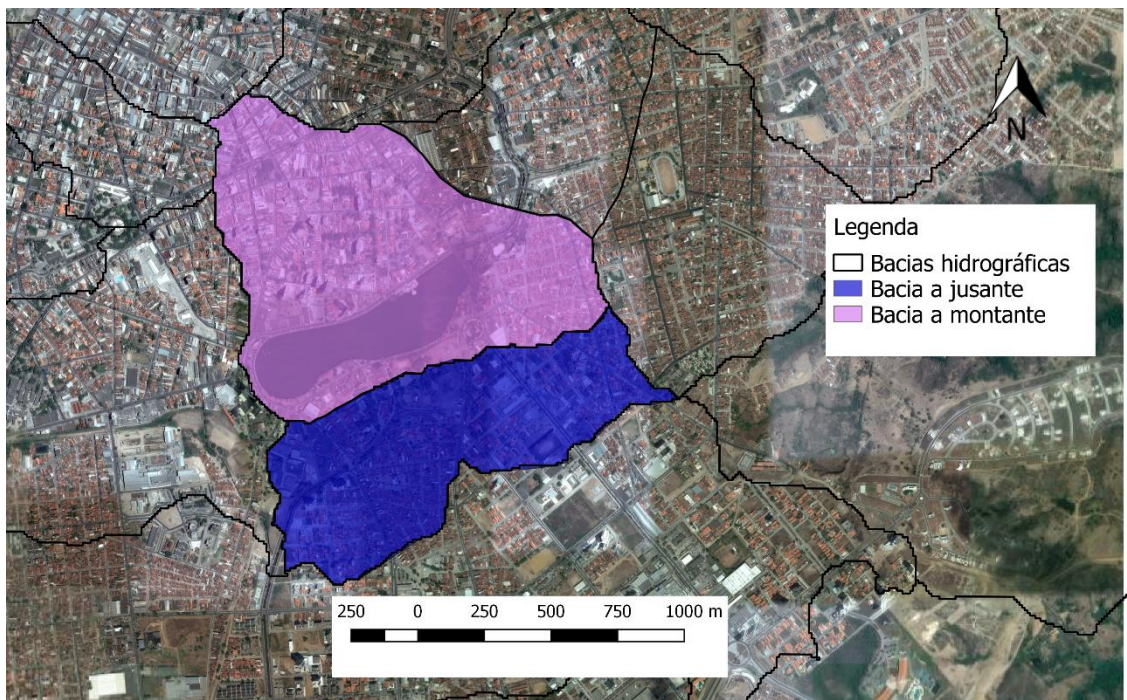 N
Legenda
Bacias hidrográficas
Bacia a jusante
Bacia a montante
250 0 250 500 750 1000 m